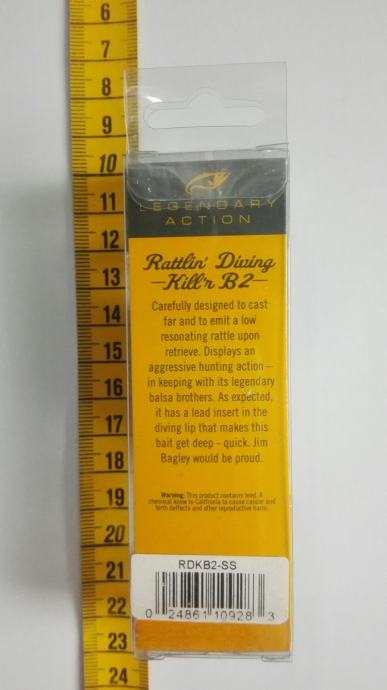 6
7
8
9
10
11
12
13
14
15
16
17
18
19
20
21
22
23
24
LEGENDARY
ACTION
Rattlin' Diving
—Kill'r B2—
Carefully designed to cast
far and to emit a low
resonating rattle upon
retrieve. Displays an
aggressive hunting action –
in keeping with its legendary
balsa brothers. As expected,
it has a lead insert in the
diving lip that makes this
bait get deep - quick. Jim
Bagley would be proud.
Warning: This product contains lead. A
chemical know to California to cause cancer and
birth deffects and other reproductive harm.
RDKB2-SS
0 24861 10928 3